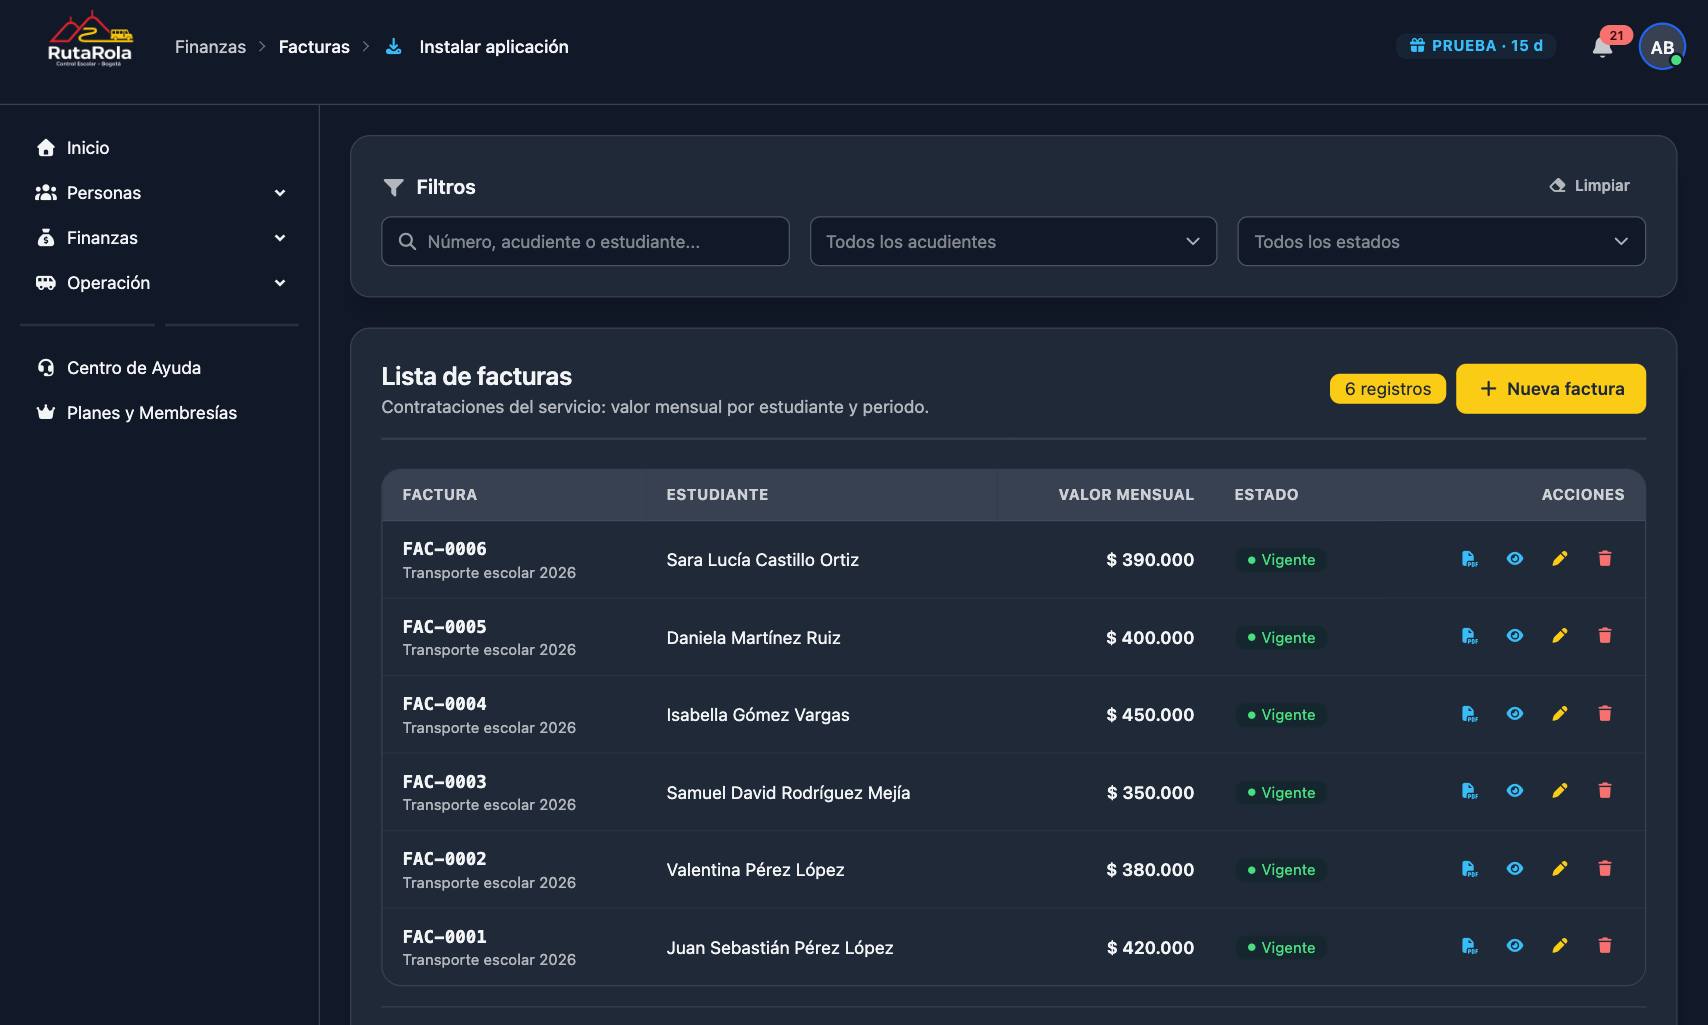 RutaRola
Control Escolar - Bogotá
Finanzas > Facturas > Instalar aplicación
PRUEBA · 15 d
21
AB
Inicio
Personas
Finanzas
Operación
Centro de Ayuda
Planes y Membresías
Filtros
Limpiar
Número, acudiente o estudiante...
Todos los acudientes
Todos los estados
Lista de facturas
Contrataciones del servicio: valor mensual por estudiante y periodo.
6 registros
+ Nueva factura
FACTURA ESTUDIANTE VALOR MENSUAL ESTADO ACCIONES
FAC-0006
Transporte escolar 2026
Sara Lucía Castillo Ortiz $ 390.000 Vigente
FAC-0005
Transporte escolar 2026
Daniela Martínez Ruiz $ 400.000 Vigente
FAC-0004
Transporte escolar 2026
Isabella Gómez Vargas $ 450.000 Vigente
FAC-0003
Transporte escolar 2026
Samuel David Rodríguez Mejía $ 350.000 Vigente
FAC-0002
Transporte escolar 2026
Valentina Pérez López $ 380.000 Vigente
FAC-0001
Transporte escolar 2026
Juan Sebastián Pérez López $ 420.000 Vigente